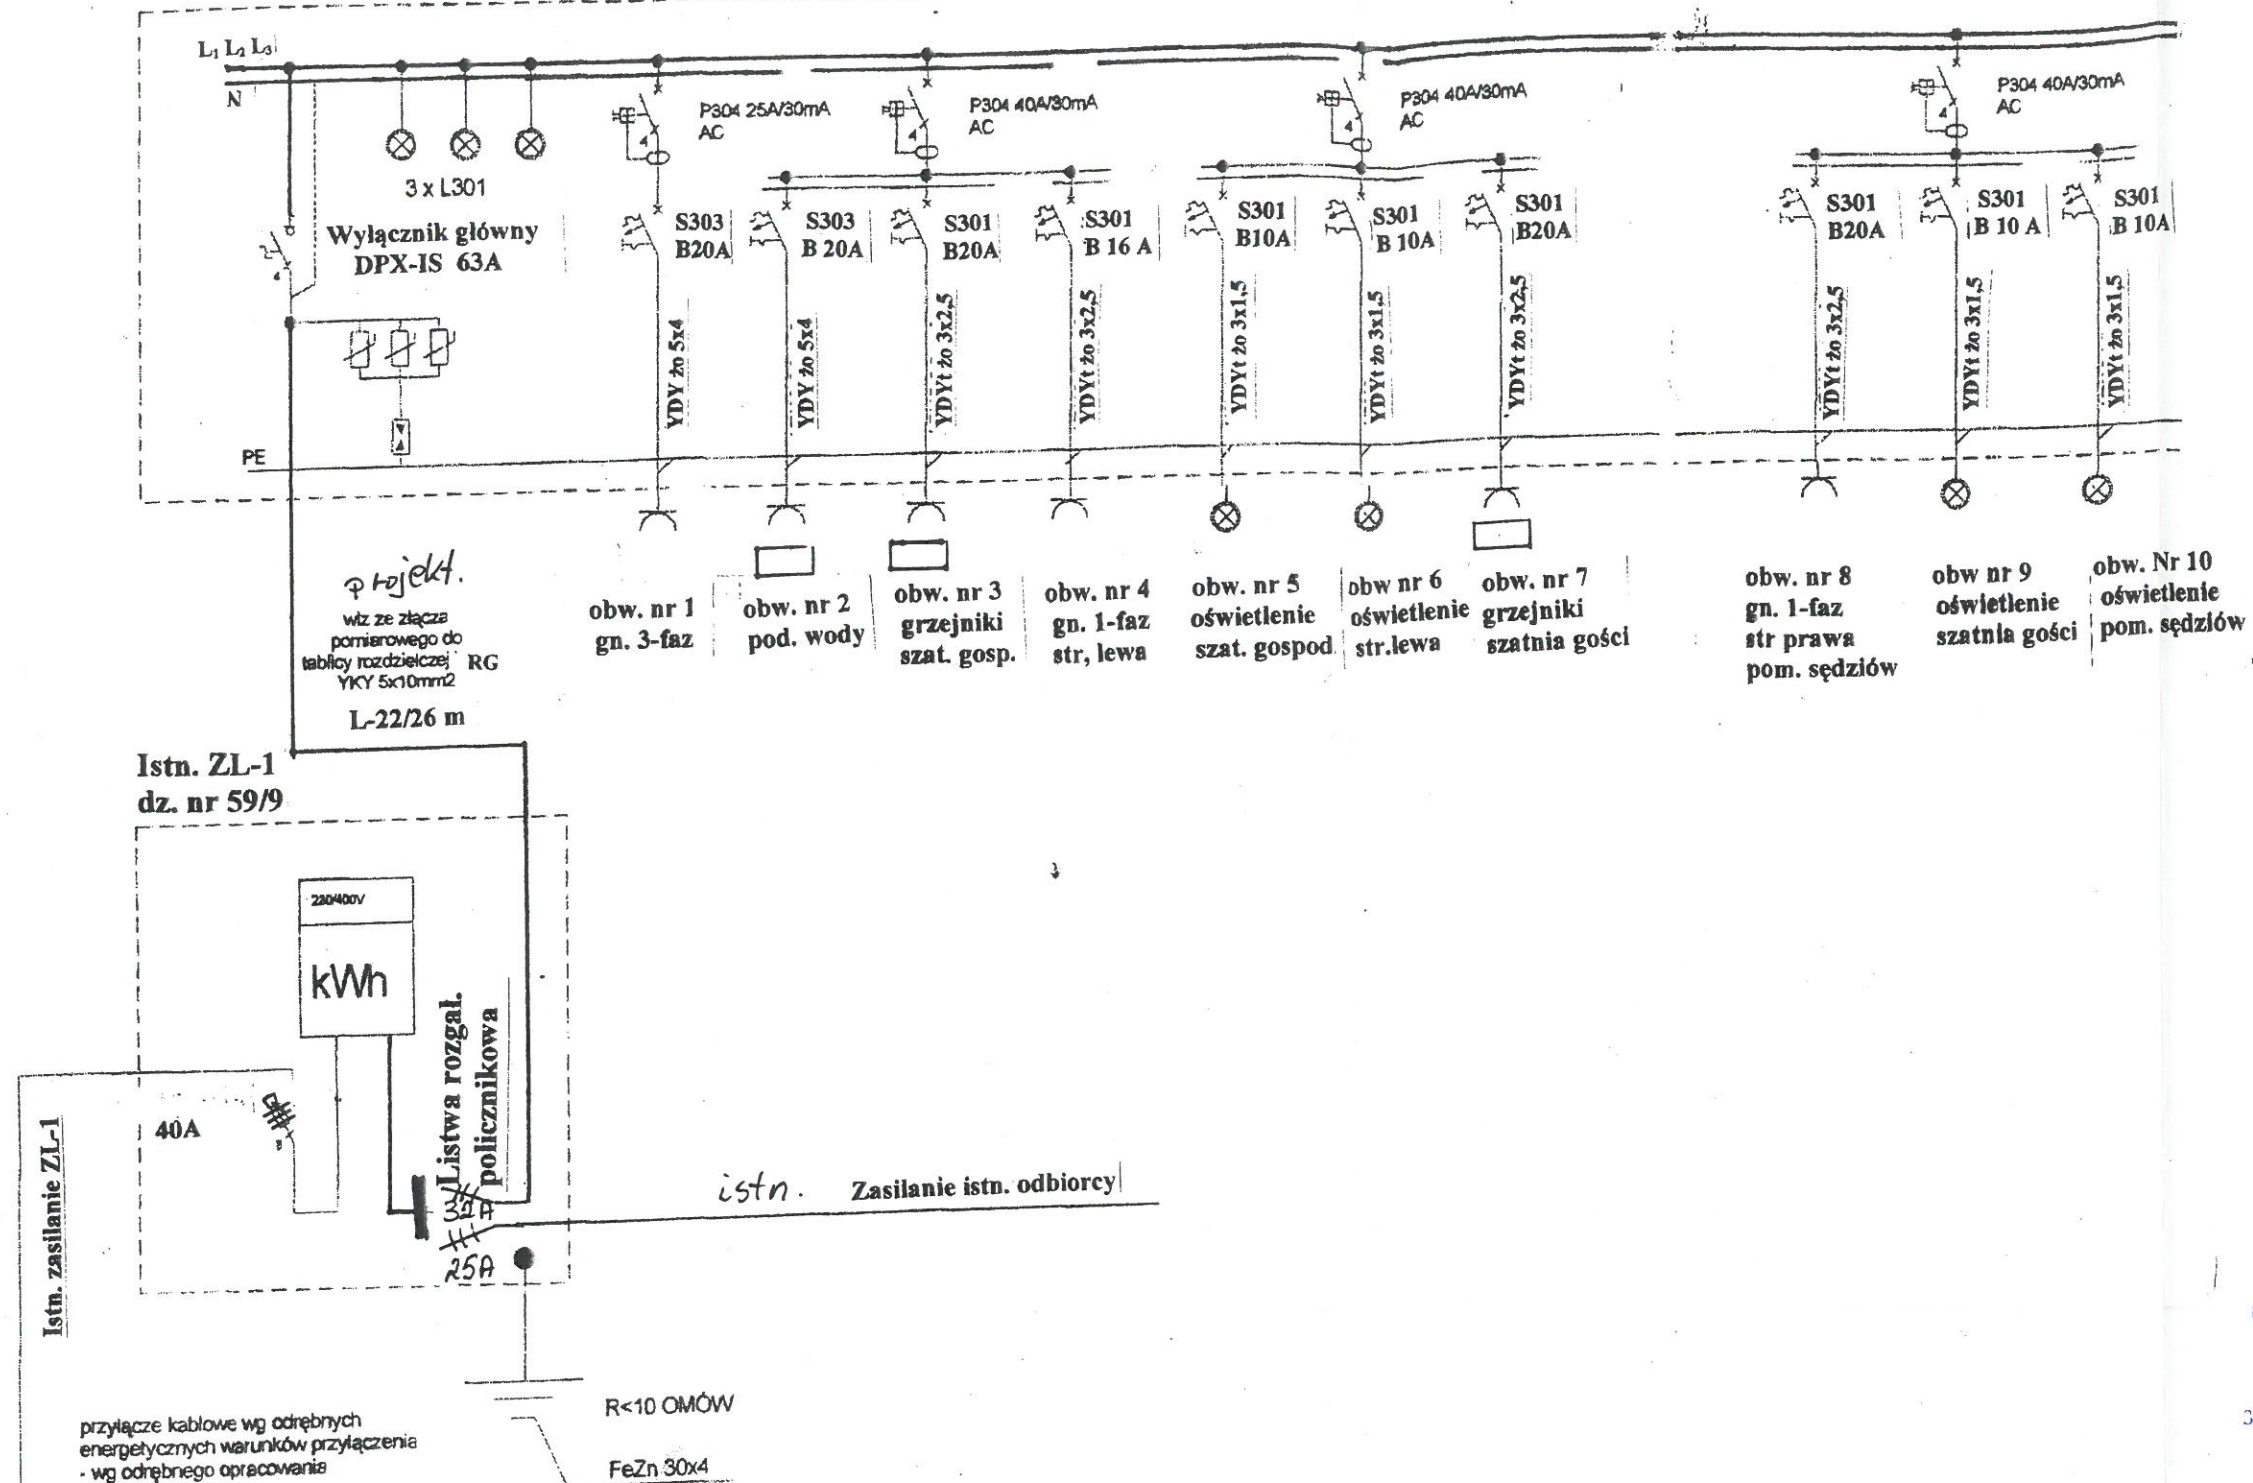 L1 L2 L3
N
3 x L301
Wyłącznik główny
DPX-IS 63A
4
P304 25A/30mA
AC
4
P304 40A/30mA
AC
4
P304 40A/30mA
AC
4
P304 40A/30mA
AC
4
S303
B20A
S303
B 20A
S301
B20A
S301
B 16 A
S301
B10A
S301
B 10A
S301
B20A
S301
B20A
S301
B 10 A
S301
B 10A
YDY żo 5x4
YDY żo 5x4
YDYt żo 3x2,5
YDYt żo 3x2,5
YDYt żo 3x1,5
YDYt żo 3x1,5
YDYt żo 3x2,5
YDYt żo 3x2,5
YDYt żo 3x1,5
YDYt żo 3x1,5
PE
obw. nr 1
gn. 3-faz
obw. nr 2
pod. wody
obw. nr 3
grzejniki
szat. gosp.
obw. nr 4
gn. 1-faz
str, lewa
obw. nr 5
oświetlenie
szat. gospod
obw nr 6
oświetlenie
str.lewa
obw. nr 7
grzejniki
szatnia gości
obw. nr 8
gn. 1-faz
str prawa
pom. sędziów
obw nr 9
oświetlenie
szatnia gości
obw. Nr 10
oświetlenie
pom. sędziów
projekt.
wlz ze złącza
pomiarowego do
tablicy rozdzielczej RG
YKY 5x10mm2
L-22/26 m
Istn. ZL-1
dz. nr 59/9
220/400V
kWh
Listwa rozgał.
policznikowa
40A
Istn. zasilanie ZL-1
32A
25A
istn. Zasilanie istn. odbiorcy
R<10 OMÓW
FeZn 30x4
przyłącze kablowe wg odrębnych
energetycznych warunków przyłączenia
- wg odrębnego opracowania